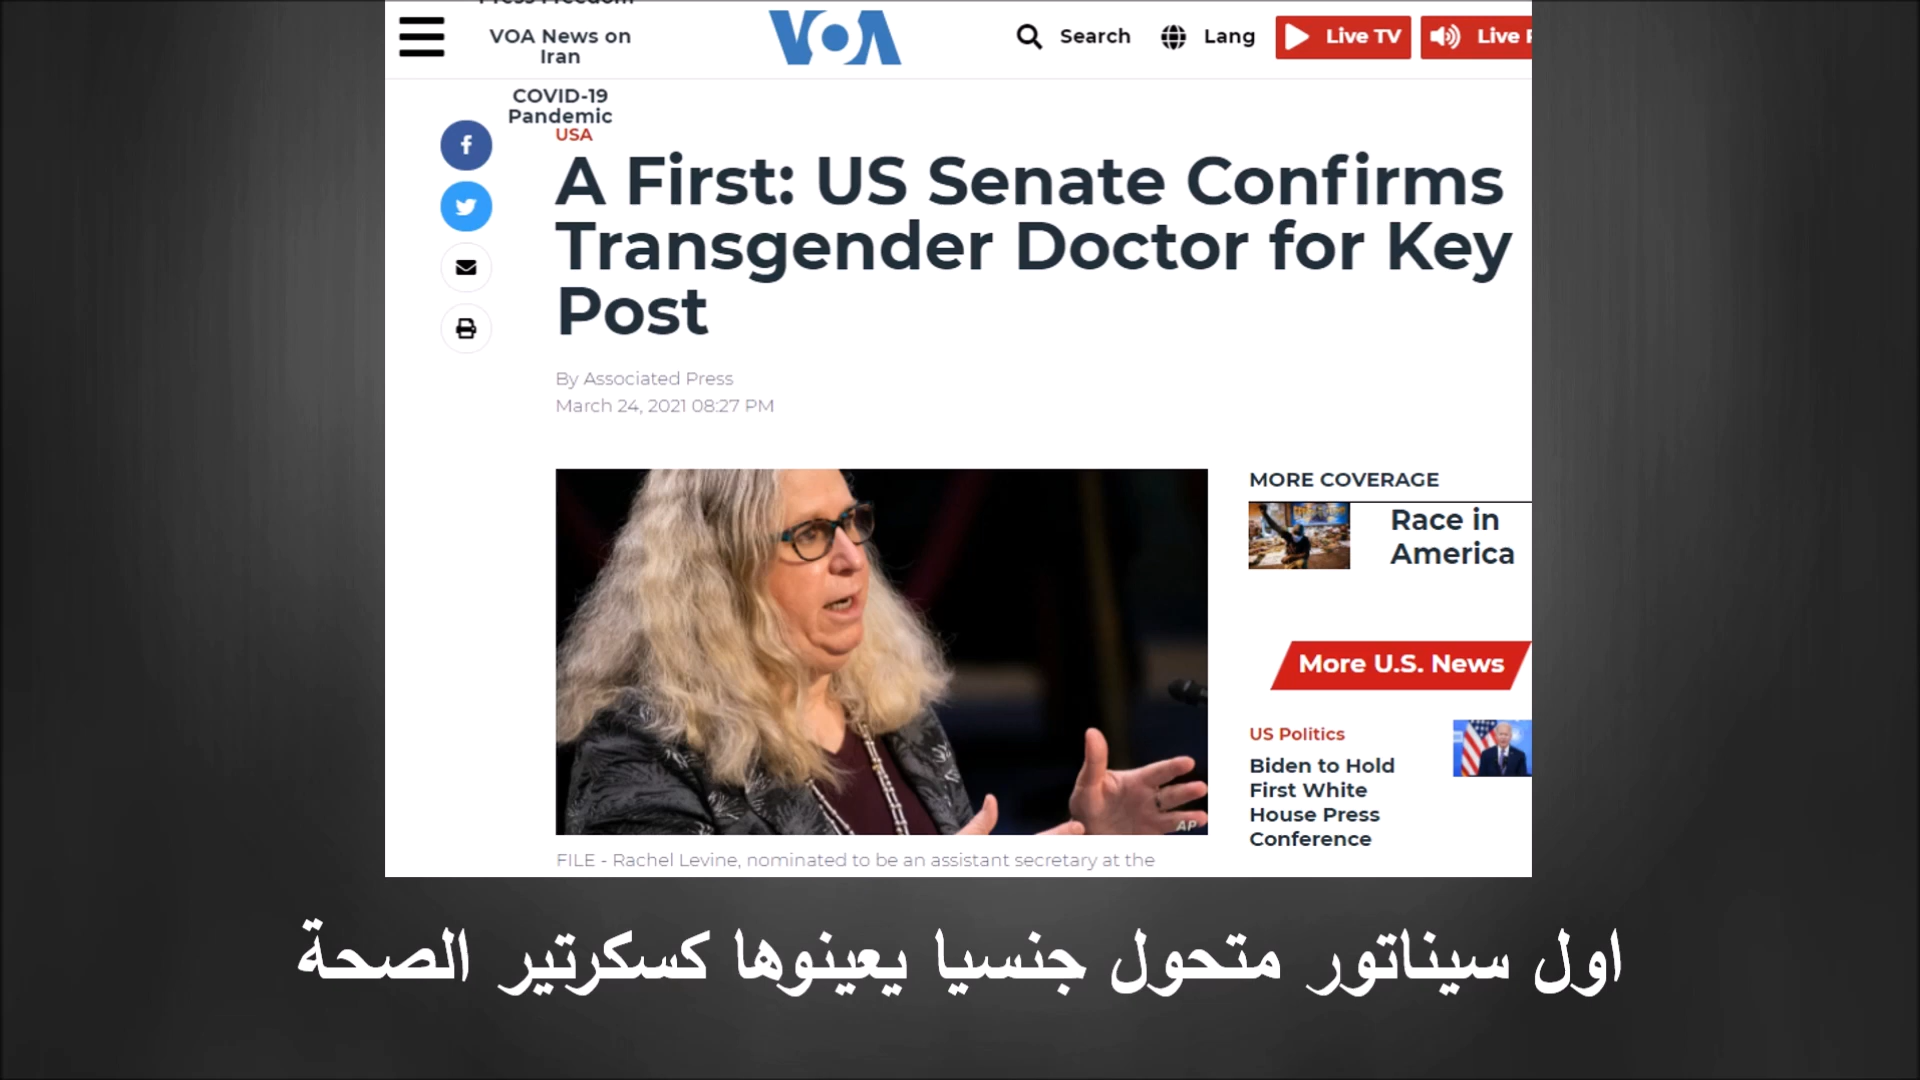 Press Freedom
VOA News on
Iran
COVID-19
Pandemic
VOA
Search
Lang
Live TV
Live
USA
A First: US Senate Confirms
Transgender Doctor for Key
Post
By Associated Press
March 24, 2021 08:27 PM
AP
FILE - Rachel Levine, nominated to be an assistant secretary at the
MORE COVERAGE
Race in
America
More U.S. News
US Politics
Biden to Hold
First White
House Press
Conference
اول سيناتور متحول جنسيا يعينوها كسكرتير الصحة